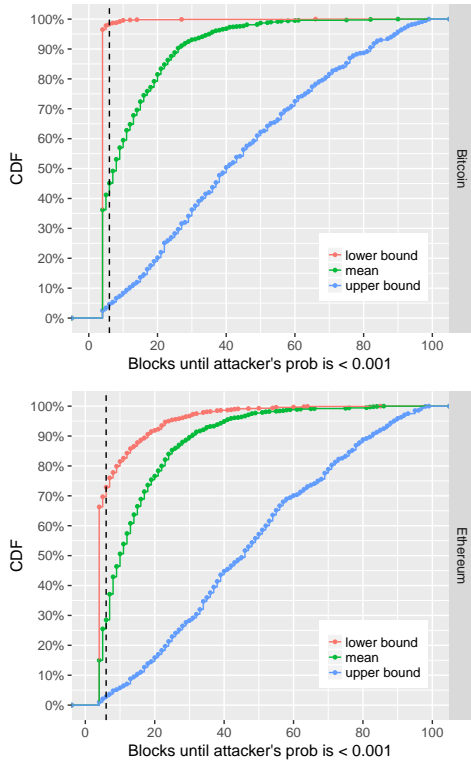 100%
90%
80%
70%
60%
50%
40%
30%
20%
10%
0%
CDF
lower bound
mean
upper bound
Bitcoin
0 20 40 60 80 100
Blocks until attacker's prob is < 0.001
100%
90%
80%
70%
60%
50%
40%
30%
20%
10%
0%
CDF
lower bound
mean
upper bound
Ethereum
0 20 40 60 80 100
Blocks until attacker's prob is < 0.001